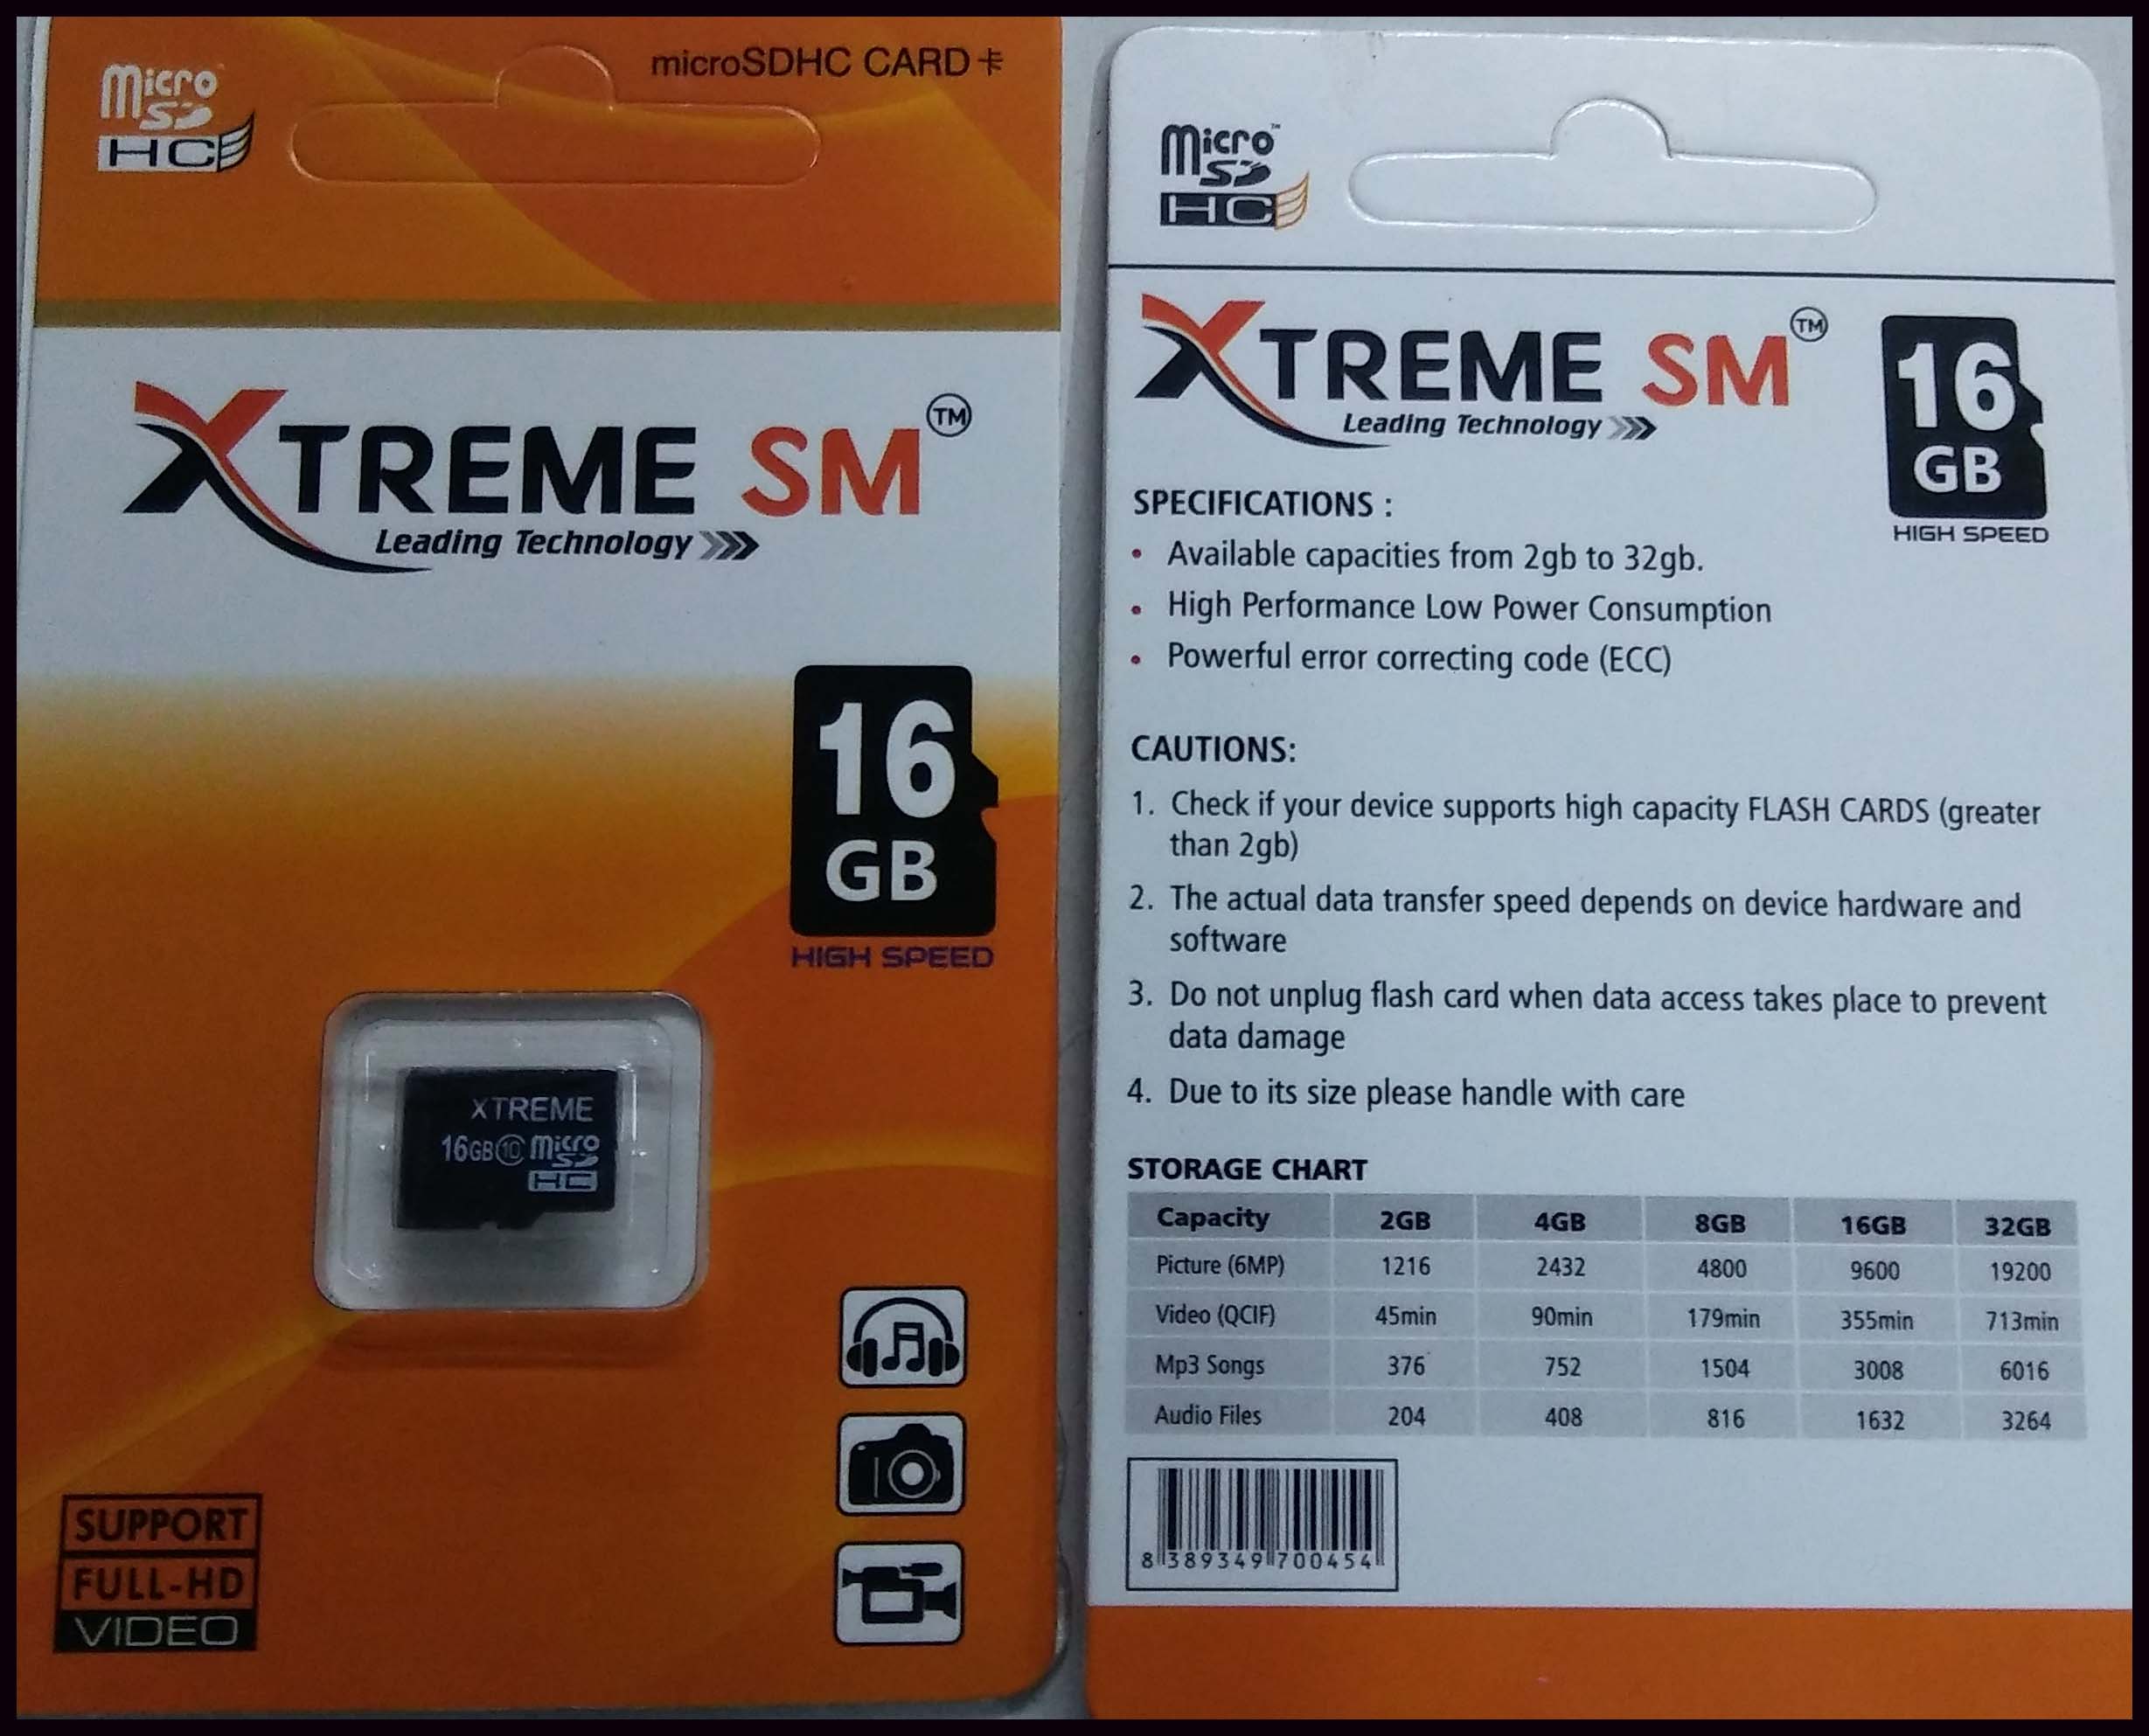 micro
SD
HC
microSDHC CARD卡
XTREME SM TM
Leading Technology
16
GB
HIGH SPEED
XTREME
16GB 10 micro
SD
HC
SUPPORT
FULL-HD
VIDEO
micro™
SD
HC
XTREME SM TM
Leading Technology
16
GB
HIGH SPEED
SPECIFICATIONS :
• Available capacities from 2gb to 32gb.
• High Performance Low Power Consumption
• Powerful error correcting code (ECC)
CAUTIONS:
1. Check if your device supports high capacity FLASH CARDS (greater
than 2gb)
2. The actual data transfer speed depends on device hardware and
software
3. Do not unplug flash card when data access takes place to prevent
data damage
4. Due to its size please handle with care
STORAGE CHART
Capacity 2GB 4GB 8GB 16GB 32GB
Picture (6MP) 1216 2432 4800 9600 19200
Video (QCIF) 45min 90min 179min 355min 713min
Mp3 Songs 376 752 1504 3008 6016
Audio Files 204 408 816 1632 3264
8 389349 700454